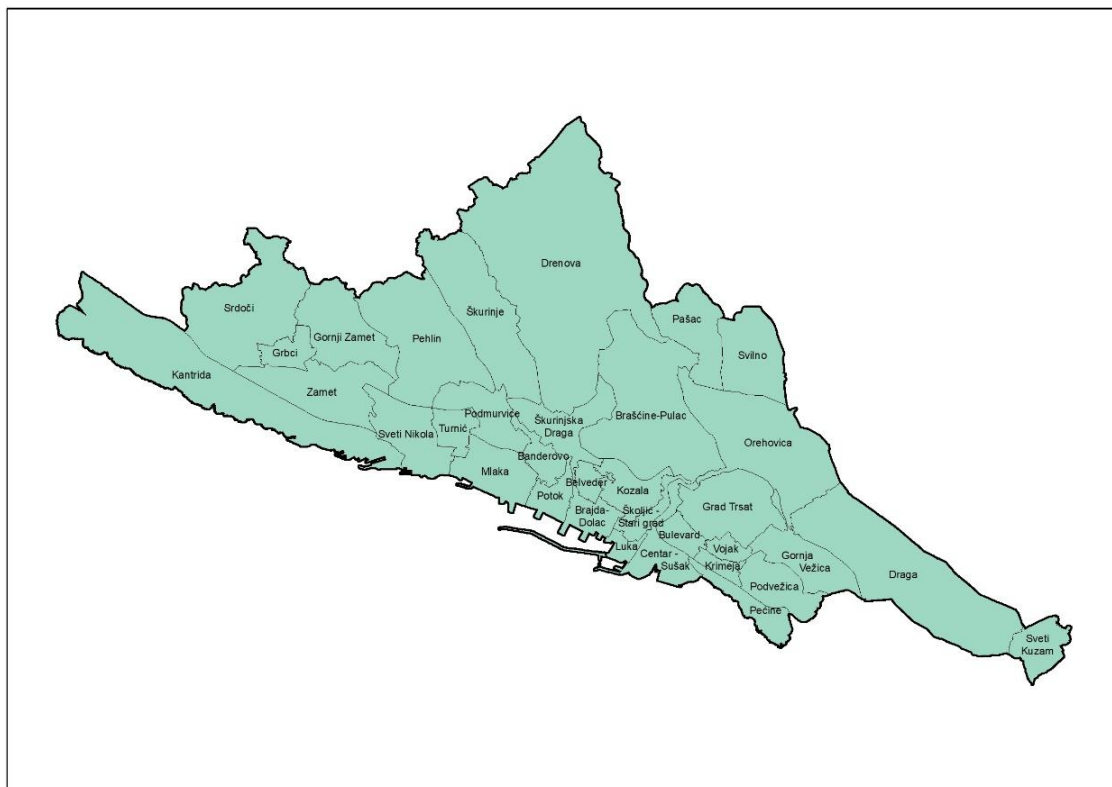 Drenova
Srdoči
Škurinje
Pašac
Gornji Zamet
Pehlin
Grbci
Svilno
Kantrida
Zamet
Podmurvice
Škurinjska
Draga
Brašćine-Pulac
Sveti Nikola
Turnić
Orehovica
Banderovo
Mlaka
Belveder
Kozala
Potok
Brajda-
Dolac
Školjić -
Stari grad
Grad Trsat
Luka
Bulevard
Centar -
Sušak
Vojak
Krimeja
Gornja
Vežica
Podvežica
Draga
Pećine
Sveti
Kuzam